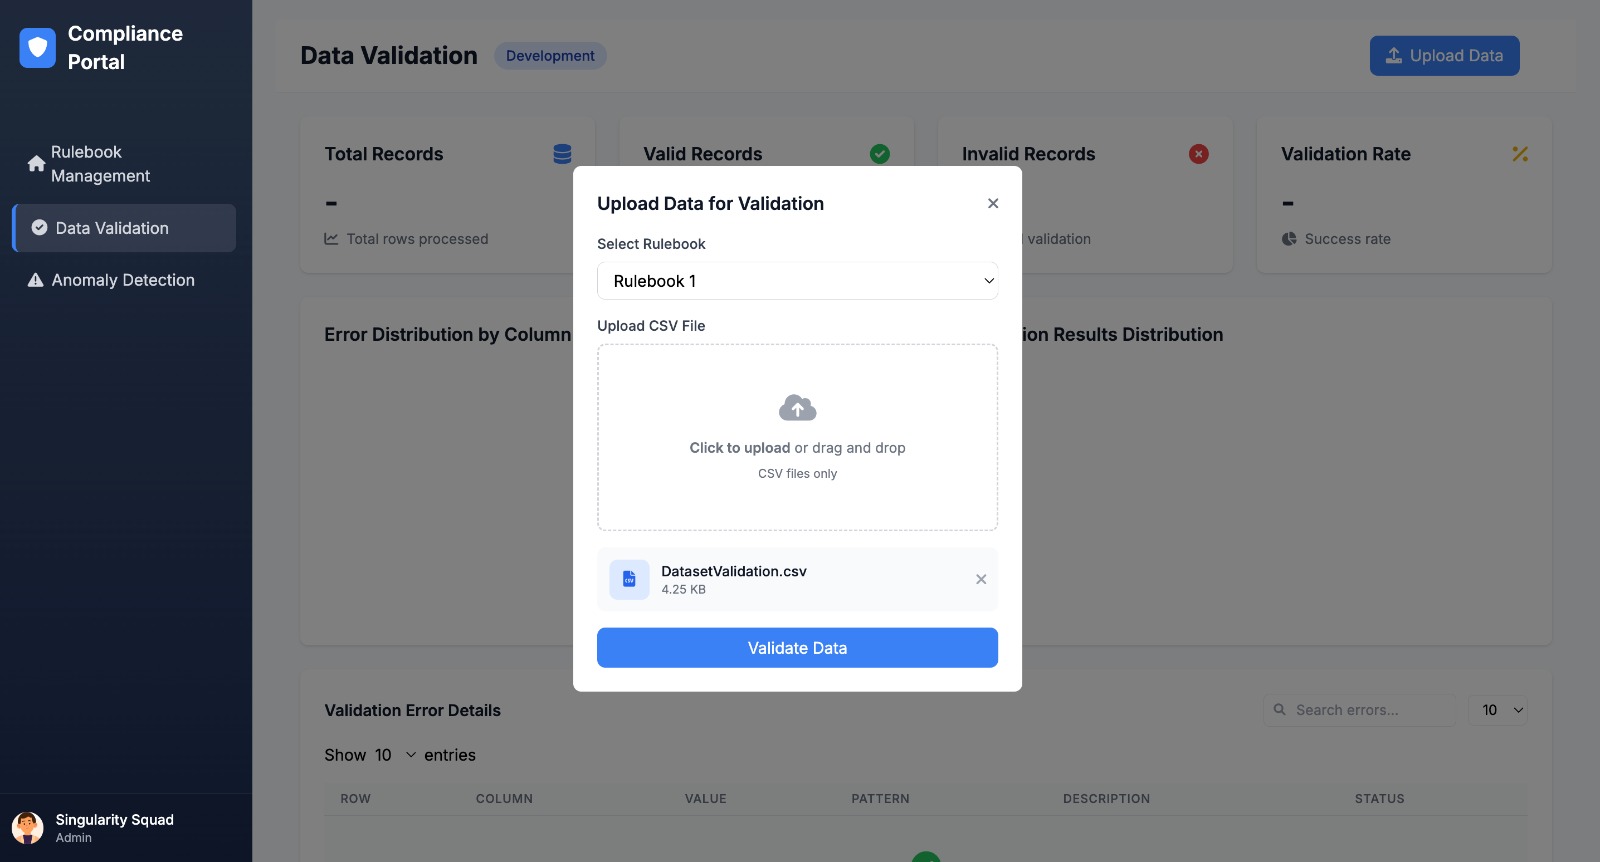 Compliance
Portal
Rulebook
Management
Data Validation
Anomaly Detection
Singularity Squad
Admin
Data Validation
Development
Upload Data
Total Records
-
Total rows processed
Valid Records
Invalid Records
validation
Validation Rate
-
Success rate
Error Distribution by Column
ion Results Distribution
Upload Data for Validation
Select Rulebook
Rulebook 1
Upload CSV File
Click to upload or drag and drop
CSV files only
CSV
DatasetValidation.csv
4.25 KB
Validate Data
Validation Error Details
Search errors...
10
Show 10 entries
ROW COLUMN VALUE PATTERN DESCRIPTION STATUS